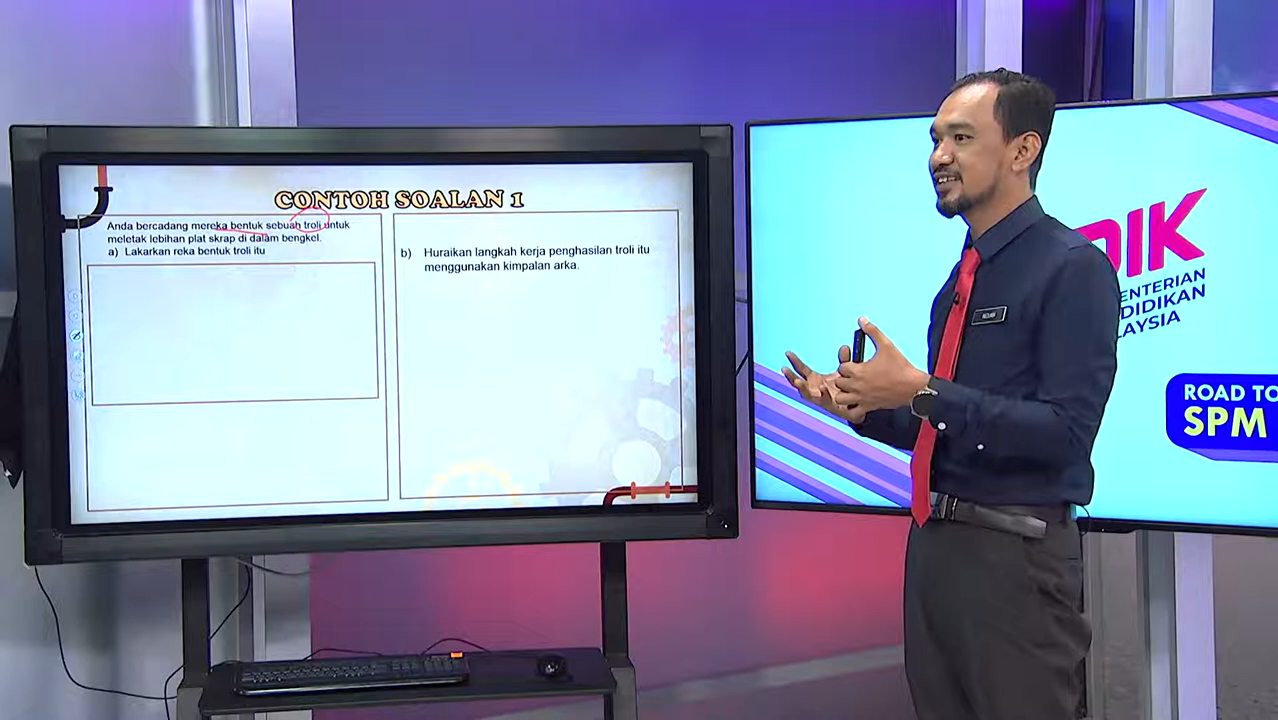 CONTOH SOALAN 1
Anda bercadang mereka bentuk sebuah troli untuk
meletak lebihan plat skrap di dalam bengkel.
a) Lakarkan reka bentuk troli itu
b) Huraikan langkah kerja penghasilan troli itu
menggunakan kimpalan arka.
DIK
ENTERIAN
DIDIKAN
LAYSIA
ROAD TO
SPM